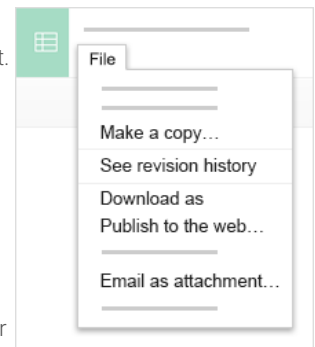 t.
File
Make a copy…
See revision history
Download as
Publish to the web…
Email as attachment…
r